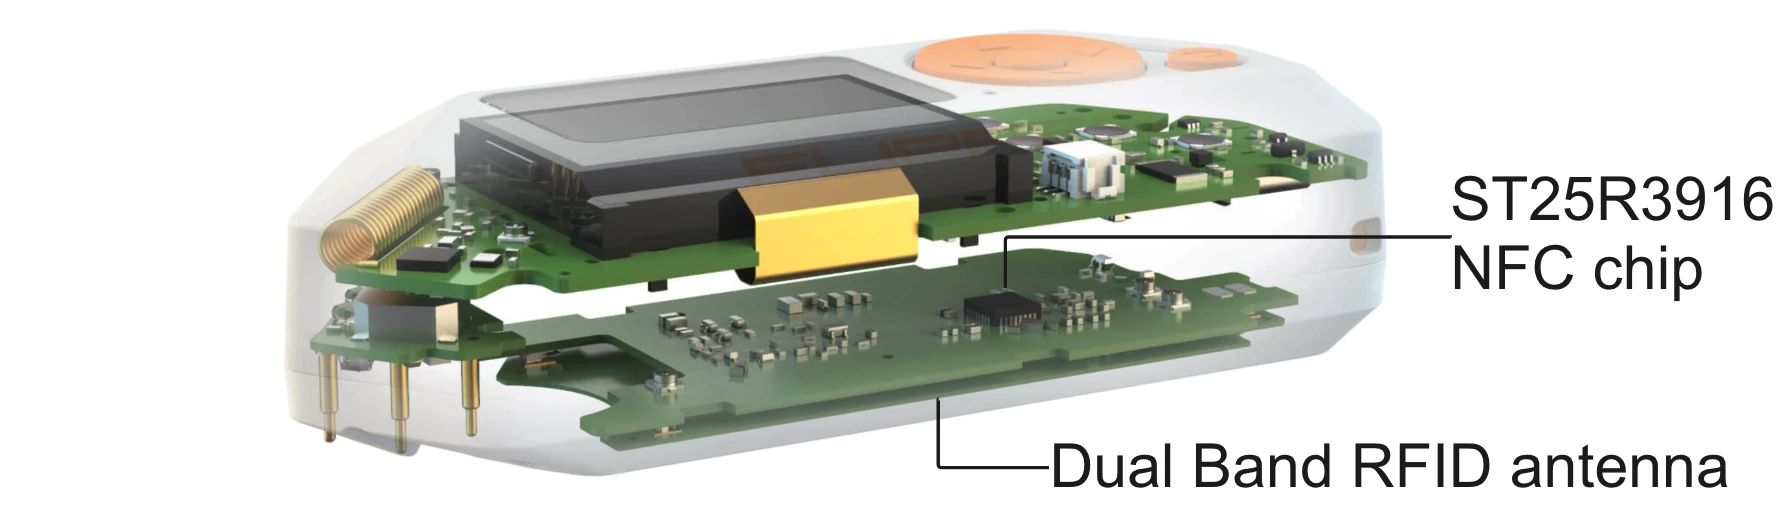 ST25R3916
NFC chip
Dual Band RFID antenna